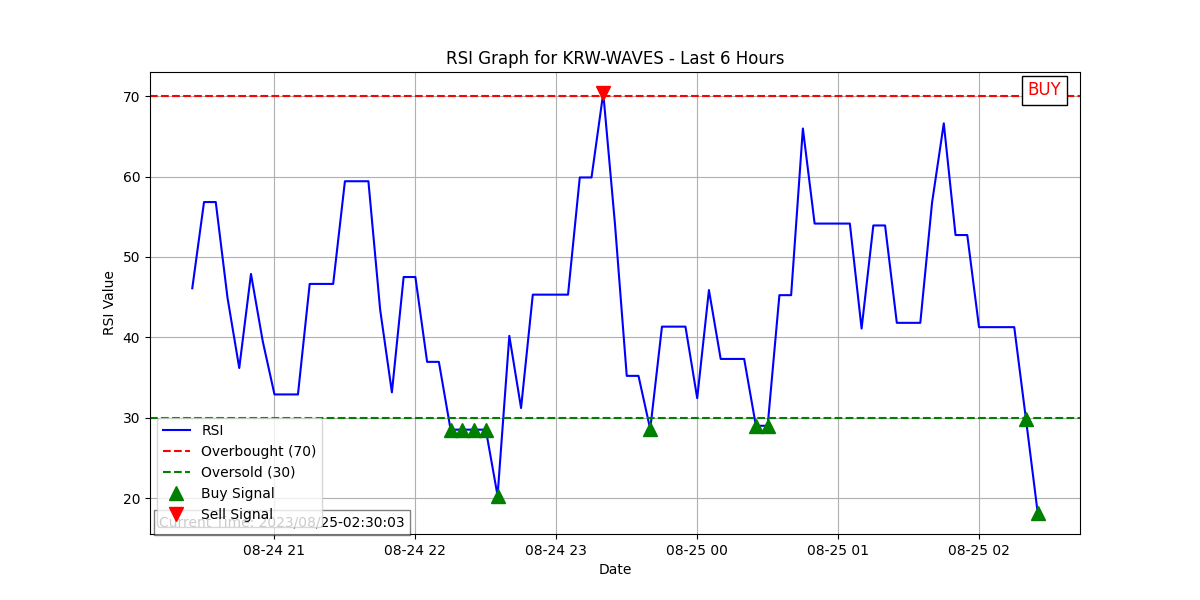 RSI Graph for KRW-WAVES - Last 6 Hours
BUY
70
60
50
40
30
20
RSI Value
RSI
Overbought (70)
Oversold (30)
Buy Signal
Sell Signal
Current Time: 2023/08/25-02:30:03
08-24 21
08-24 22
08-24 23
08-25 00
08-25 01
08-25 02
Date